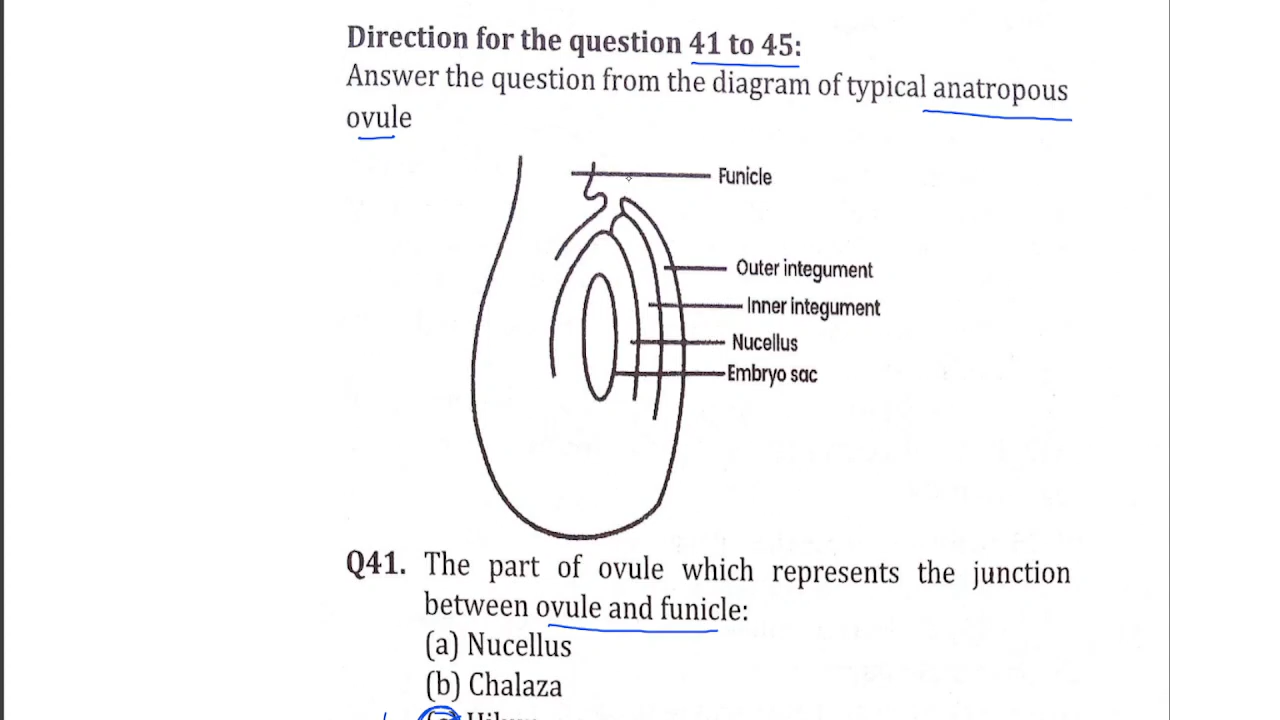 Direction for the question 41 to 45:
Answer the question from the diagram of typical anatropous
ovule
Funicle
Outer integument
Inner integument
Nucellus
Embryo sac
Q41. The part of ovule which represents the junction
between ovule and funicle:
(a) Nucellus
(b) Chalaza